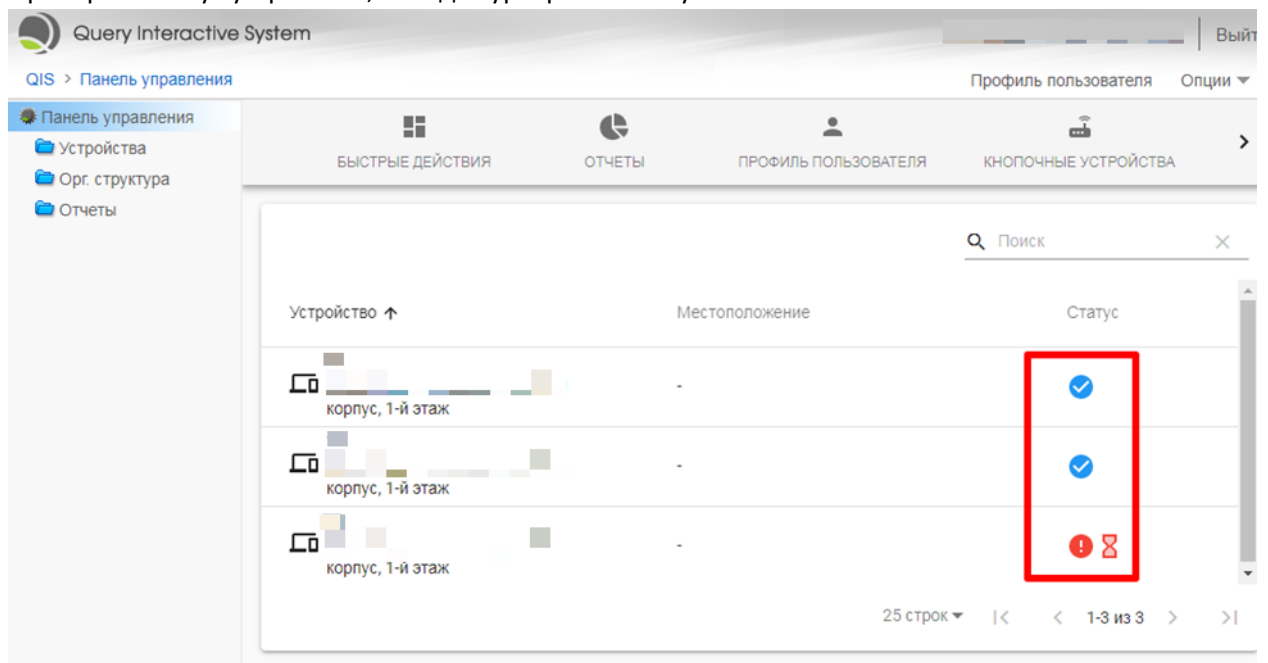 Query Interactive System
QIS > Панель управления
Профиль пользователя Опции
Панель управления
Устройства
Орг. структура
Отчеты
БЫСТРЫЕ ДЕЙСТВИЯ ОТЧЕТЫ ПРОФИЛЬ ПОЛЬЗОВАТЕЛЯ КНОПОЧНЫЕ УСТРОЙСТВА
Поиск
Устройство Местоположение Статус
-
корпус, 1-й этаж
-
корпус, 1-й этаж
-
корпус, 1-й этаж
25 строк 1-3 из 3